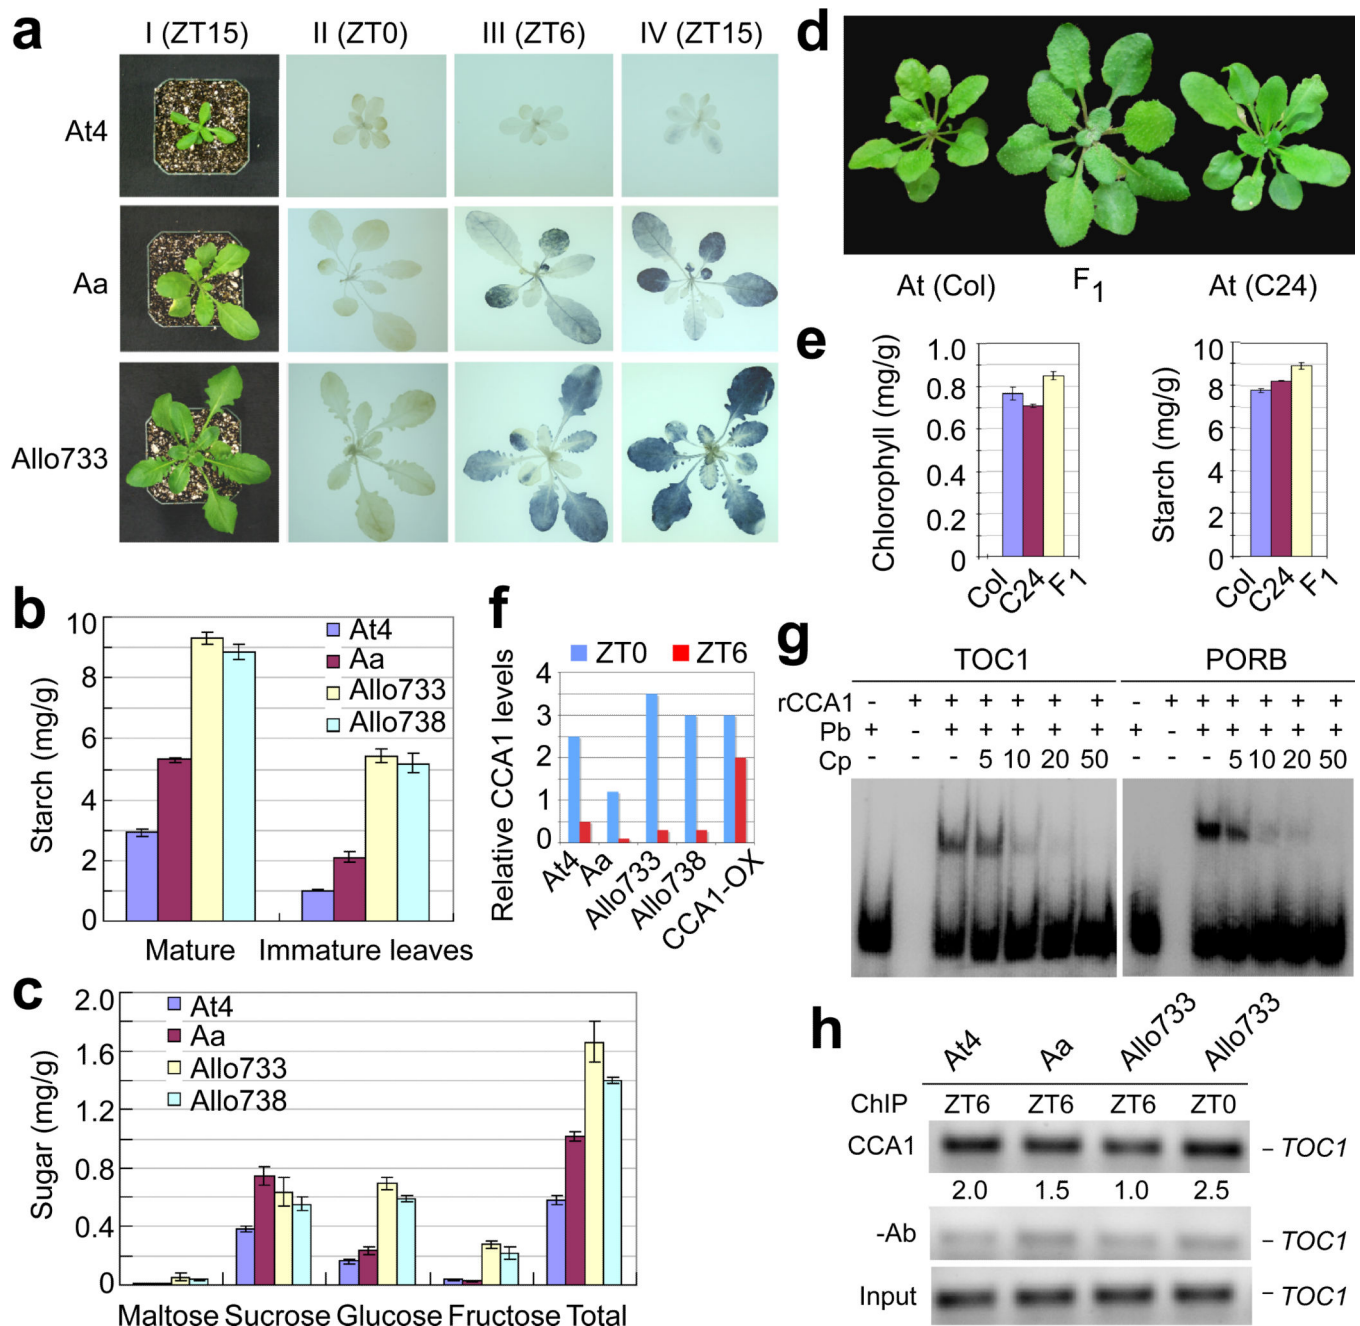 a
I (ZT15) II (ZT0) III (ZT6) IV (ZT15)
At4
Aa
Allo733
b
10
8
6
4
2
0
Starch (mg/g)
At4
Aa
Allo733
Allo738
Mature Immature leaves
c
2.0
1.6
1.2
0.8
0.4
0
Sugar (mg/g)
At4
Aa
Allo733
Allo738
Maltose Sucrose Glucose Fructose Total
d
At (Col) F1 At (C24)
e
1.0
0.8
0.6
0.4
0.2
0
Chlorophyll (mg/g)
Col C24 F1
10
8
6
4
2
0
Starch (mg/g)
Col C24 F1
f
ZT0 ZT6
4
3
2
1
0
Relative CCA1 levels
At4 Aa Allo733 Allo738 CCA1-OX
g
TOC1 PORB
rCCA1 - + + + + + + - + + + + + +
Pb + - + + + + + + - + + + + +
Cp - - - 5 10 20 50 - - - 5 10 20 50
h
At4 Aa Allo733 Allo733
ChIP ZT6 ZT6 ZT6 ZT0
CCA1 – TOC1
2.0 1.5 1.0 2.5
-Ab – TOC1
Input – TOC1